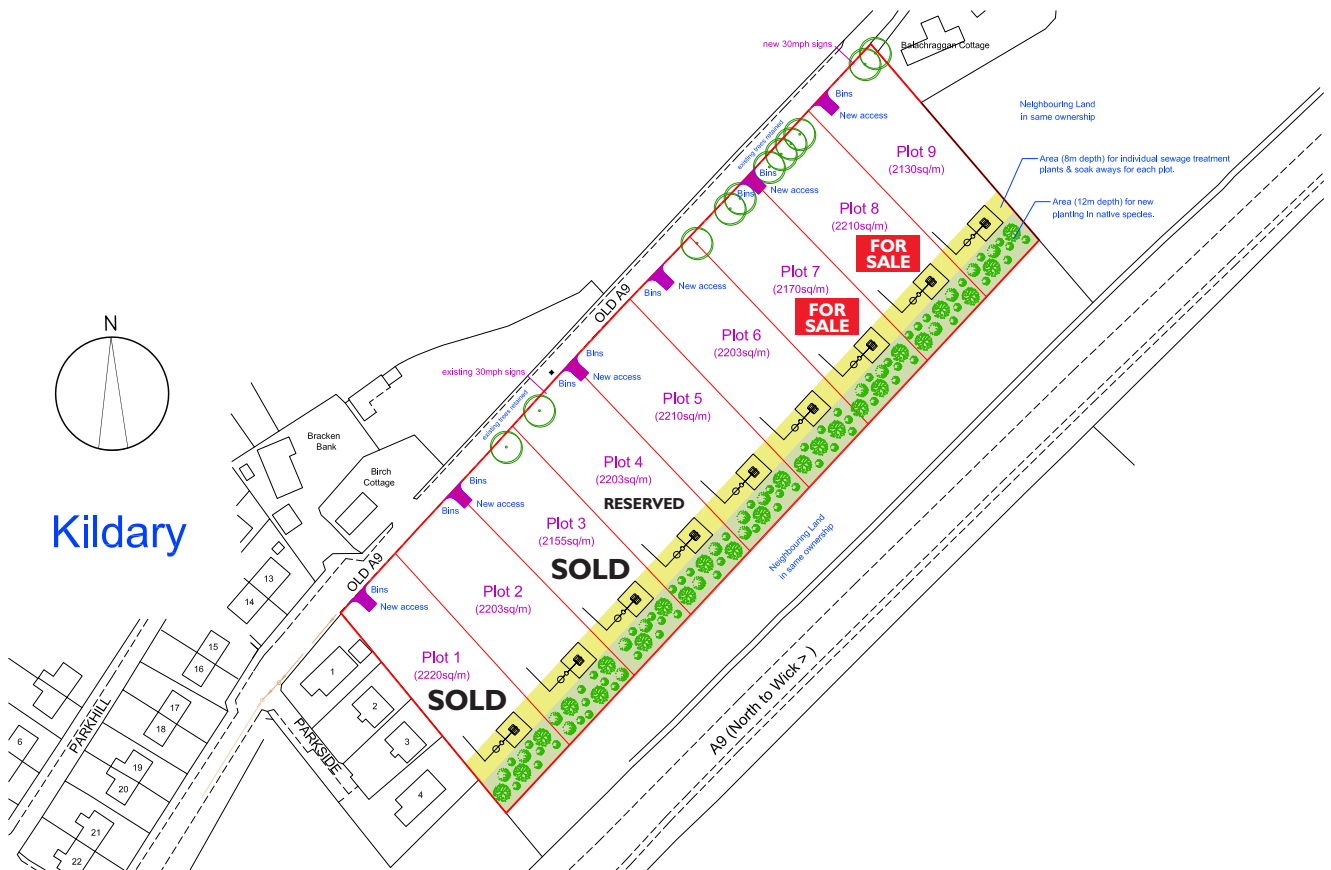 new 30mph signs
Balachraggan Cottage
Bins
New access
Neighbouring Land
in same ownership
existing trees retained
Plot 9
(2130sq/m)
Area (8m depth) for individual sewage treatment
plants & soak aways for each plot.
Bins
New access
Bins
Area (12m depth) for new
planting in native species.
Plot 8
(2210sq/m)
FOR
SALE
Plot 7
(2170sq/m)
FOR
SALE
Bins
New access
OLD A9
Plot 6
(2203sq/m)
N
Bins
existing 30mph signs
New access
Bins
existing trees retained
Plot 5
(2210sq/m)
Bracken
Bank
Birch
Cottage
Plot 4
(2203sq/m)
RESERVED
Bins
New access
Bins
Kildary
Plot 3
(2155sq/m)
SOLD
Neighbouring Land
in same ownership
OLD A9
Bins
New access
Plot 2
(2203sq/m)
13
14
15
16
Plot 1
(2220sq/m)
SOLD
1
2
3
4
PARKSIDE
PARKHILL
17
18
6
19
20
21
22
A9 (North to Wick > )